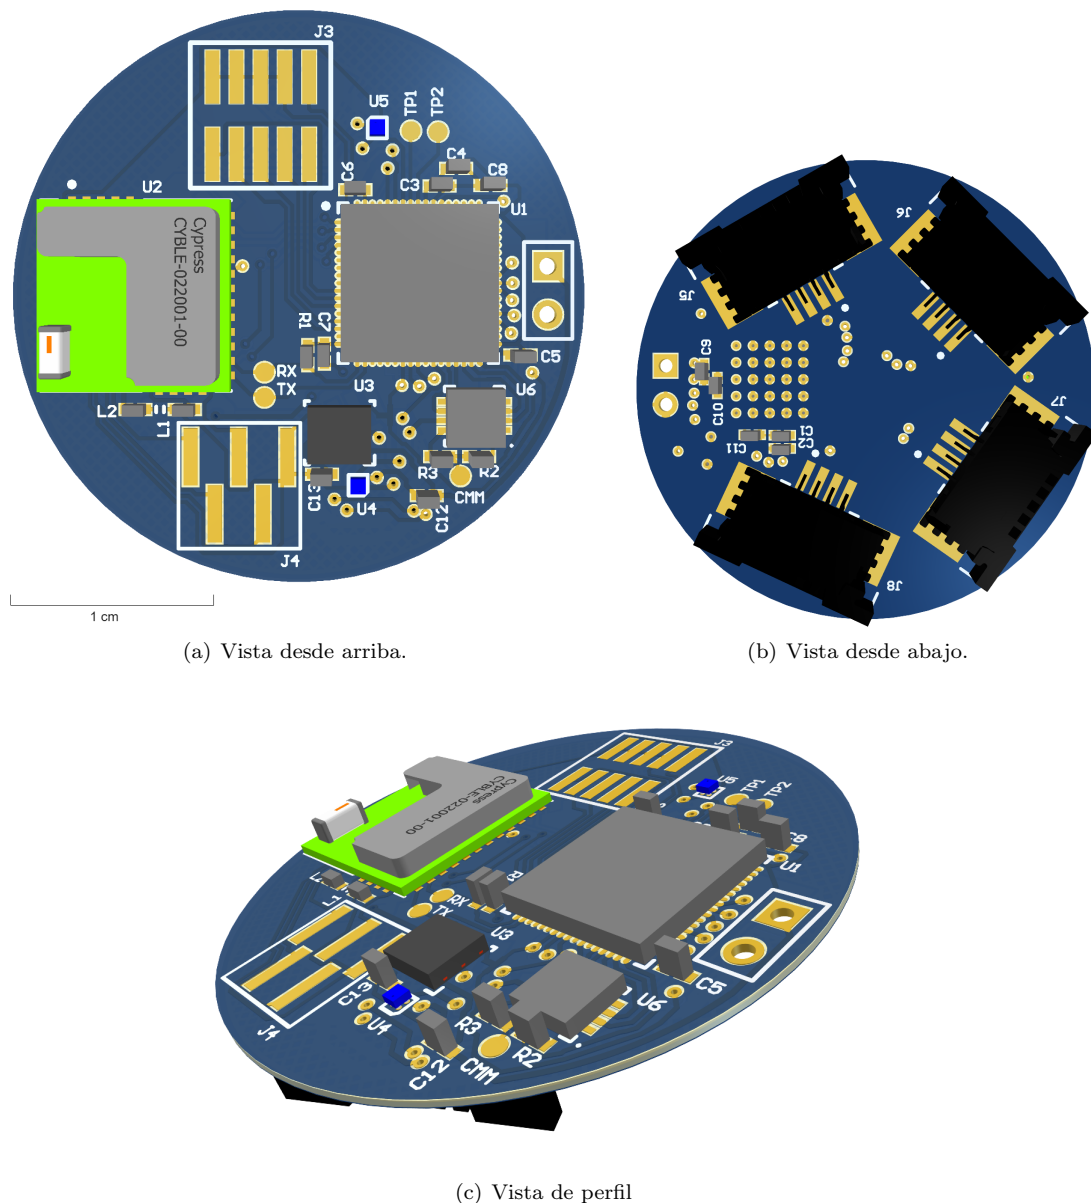 J3
U5
TP1
TP2
C4
C6
C3
C8
U2
U1
Cypress
CYBLE-022001-00
R1
C7
C5
RX
TX
U3
U6
L2
L1
R3
R2
C13
CMM
U4
C12
J4
1 cm
(a) Vista desde arriba.
J6
J5
C9
J7
C10
C1
C11
C2
J8
(b) Vista desde abajo.
J3
U5
TP1
TP2
Cypress
CYBLE-022001-00
C8
U1
RX
TX
U3
C13
C5
U6
U4
R3
J4
R2
C12
CMM
(c) Vista de perfil